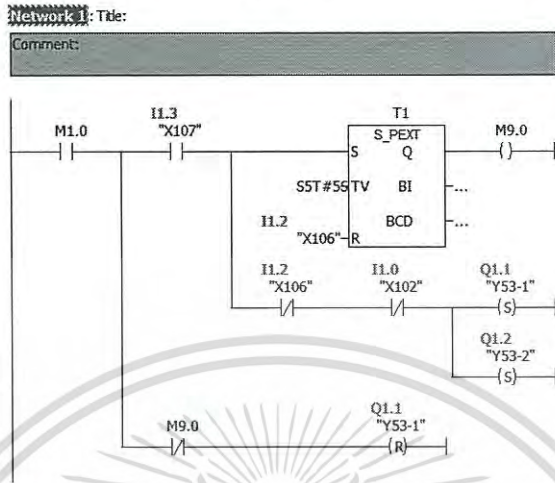 Network 1: Title:
Comment:
M1.0
I1.3
"X107"
T1
S_PEXT
S Q
M9.0
( )
S5T#5S TV BI ...
I1.2
"X106" R
BCD ...
I1.2
"X106"
I1.0
"X102"
Q1.1
"Y53-1"
(S)
Q1.2
"Y53-2"
(S)
M9.0
Q1.1
"Y53-1"
(R)